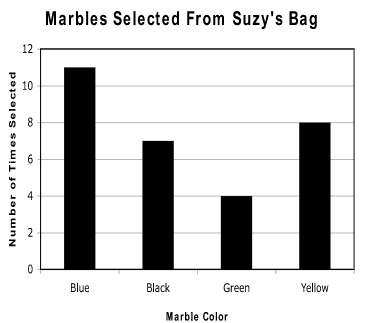 Marbles Selected From Suzy's Bag
Number of Times Selected
12
10
8
6
4
2
0
Blue Black Green Yellow
Marble Color